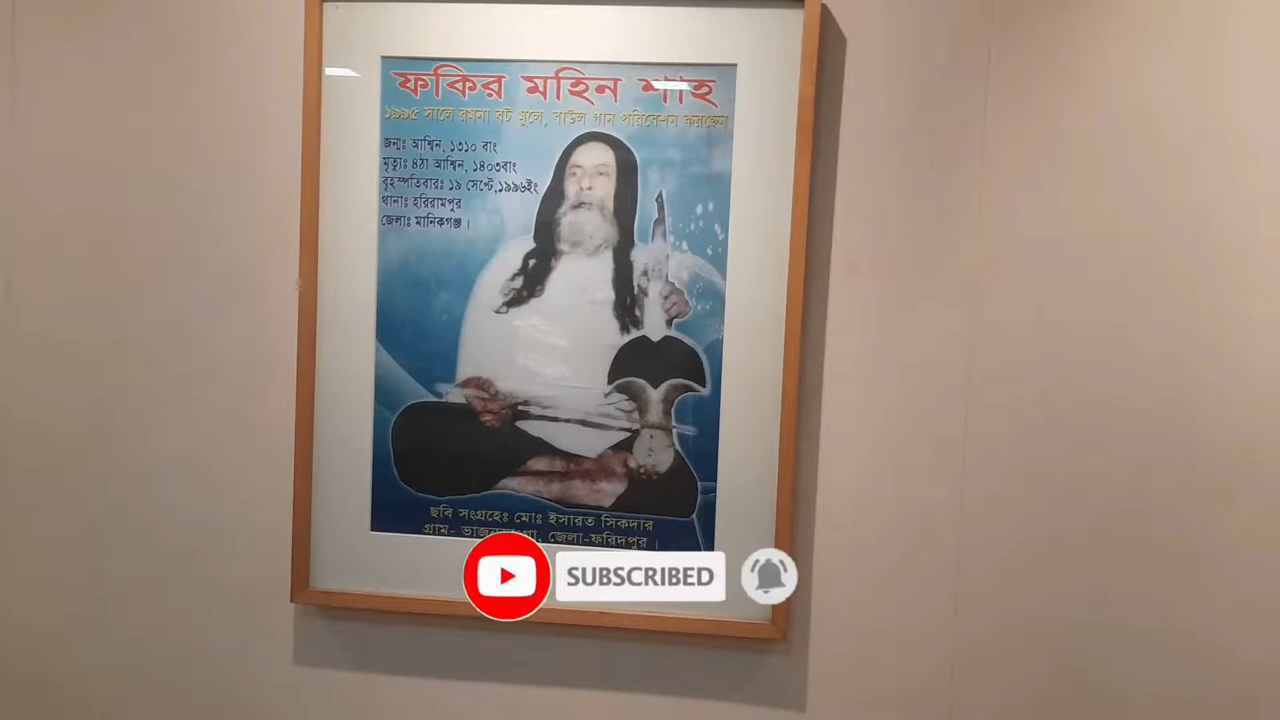 ফকির মহিন শাহ
১৯৯৫ সালে রমনা বট মুলে, বাউল গান পরিবেশন করছেন
জন্মঃ আশ্বিন, ১৩১০ বাং
মৃত্যুঃ ৪ঠা আশ্বিন, ১৪০৩বাং
বৃহস্পতিবারঃ ১৯ সেপ্টে,১৯৯৬ইং
থানাঃ হরিরামপুর
জেলাঃ মানিকগঞ্জ ।
ছবি সংগ্রহেঃ মোঃ ইসারত সিকদার
গ্রাম- জেলা-ফরিদপুর ।
SUBSCRIBED